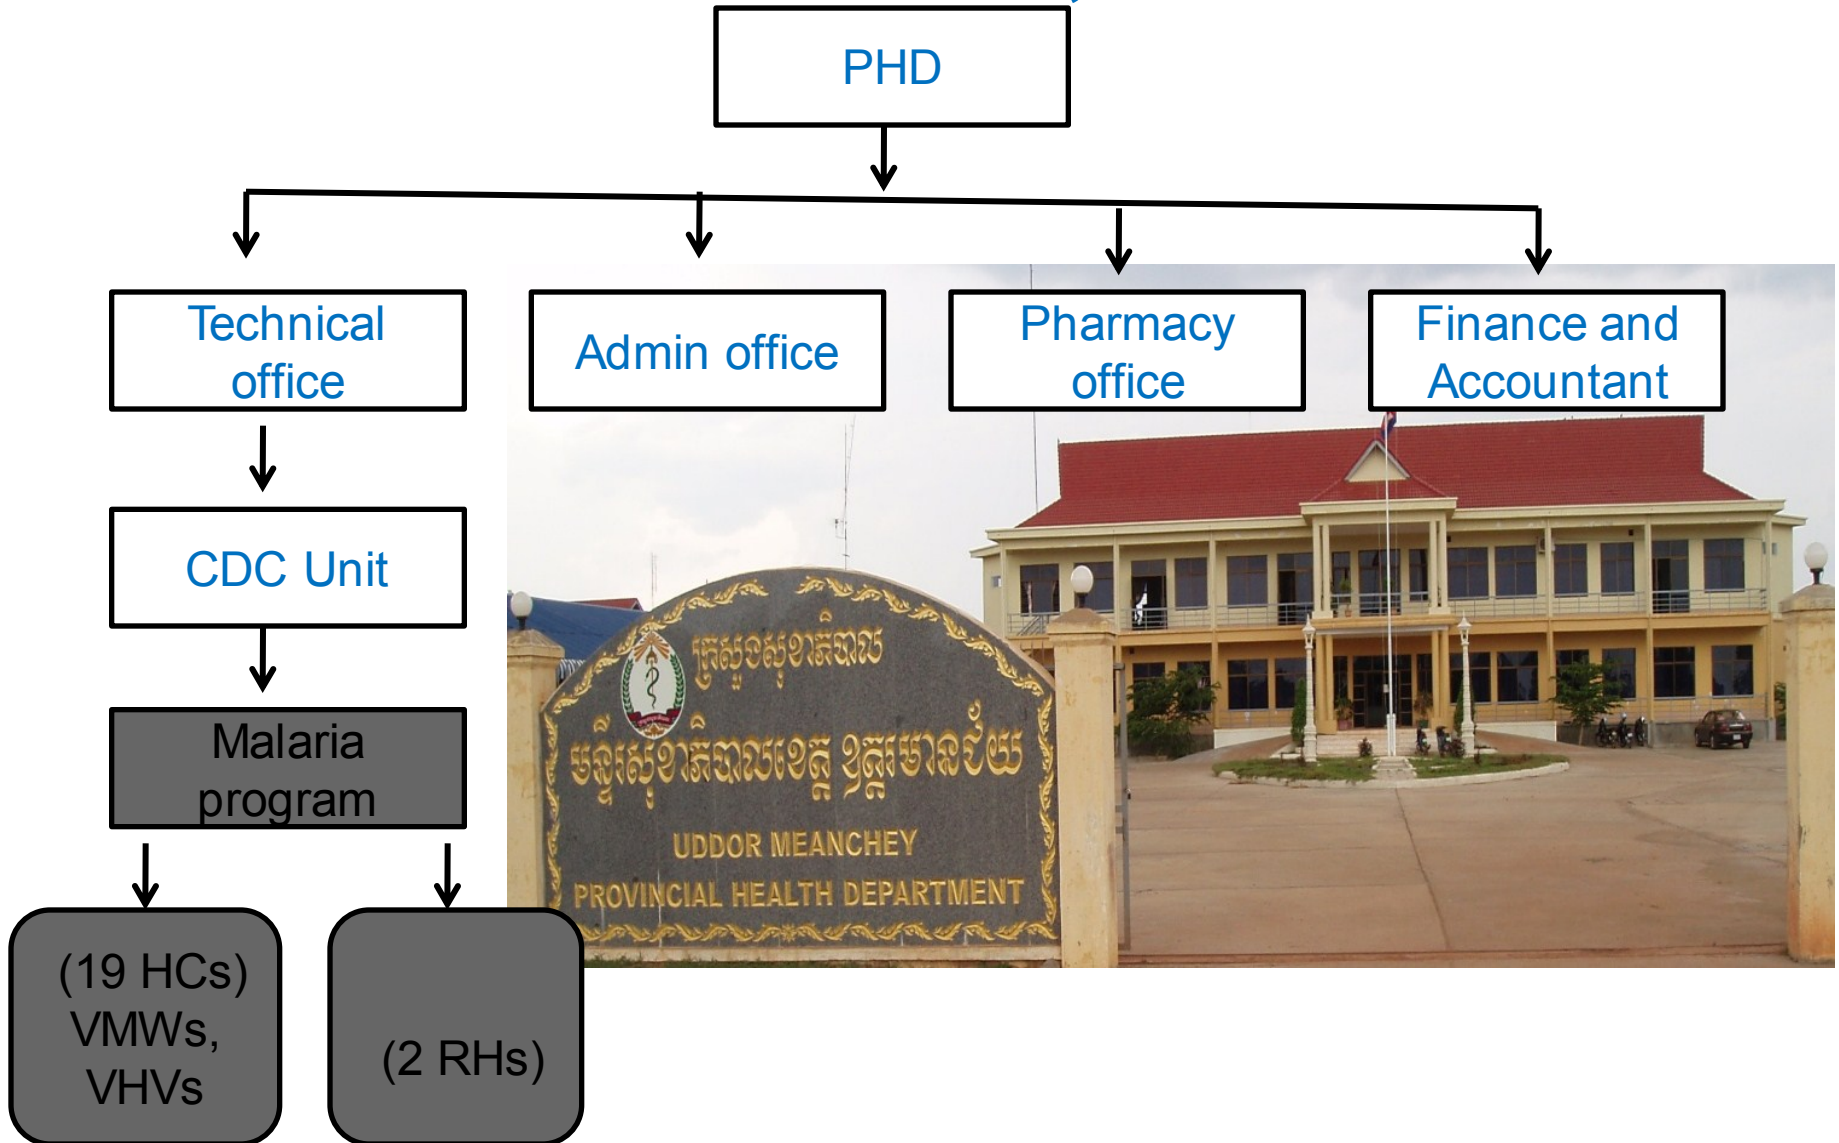 PHD
Technical
office
Admin office
Pharmacy
office
Finance and
Accountant
CDC Unit
Malaria
program
(19 HCs)
VMWs,
VHVs
(2 RHs)
ក្រសួងសុខាភិបាល
មន្ទីរសុខាភិបាលខេត្ត ឧត្តរមានជ័យ
UDDOR MEANCHEY
PROVINCIAL HEALTH DEPARTMENT